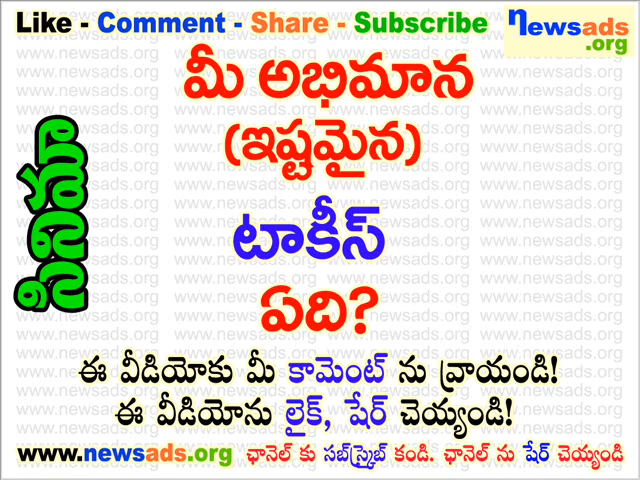 Like - Comment - Share - Subscribe
newsads
.org
మీ అభిమాన
(ఇష్టమైన)
సినిమా
టాకీస్
ఏది?
ఈ వీడియోకు మీ కామెంట్ ను వ్రాయండి!
ఈ వీడియోను లైక్, షేర్ చెయ్యండి!
www.newsads.org ఛానెల్ కు సబ్‌స్క్రైబ్ కండి. ఛానెల్ ను షేర్ చెయ్యండి